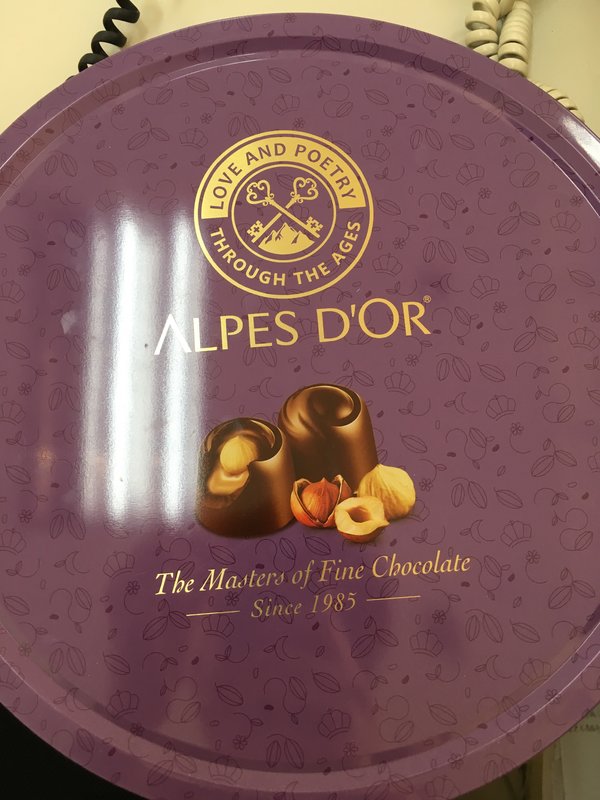 LOVE AND POETRY
THROUGH THE AGES
ALPES D'OR®
The Masters of Fine Chocolate
Since 1985